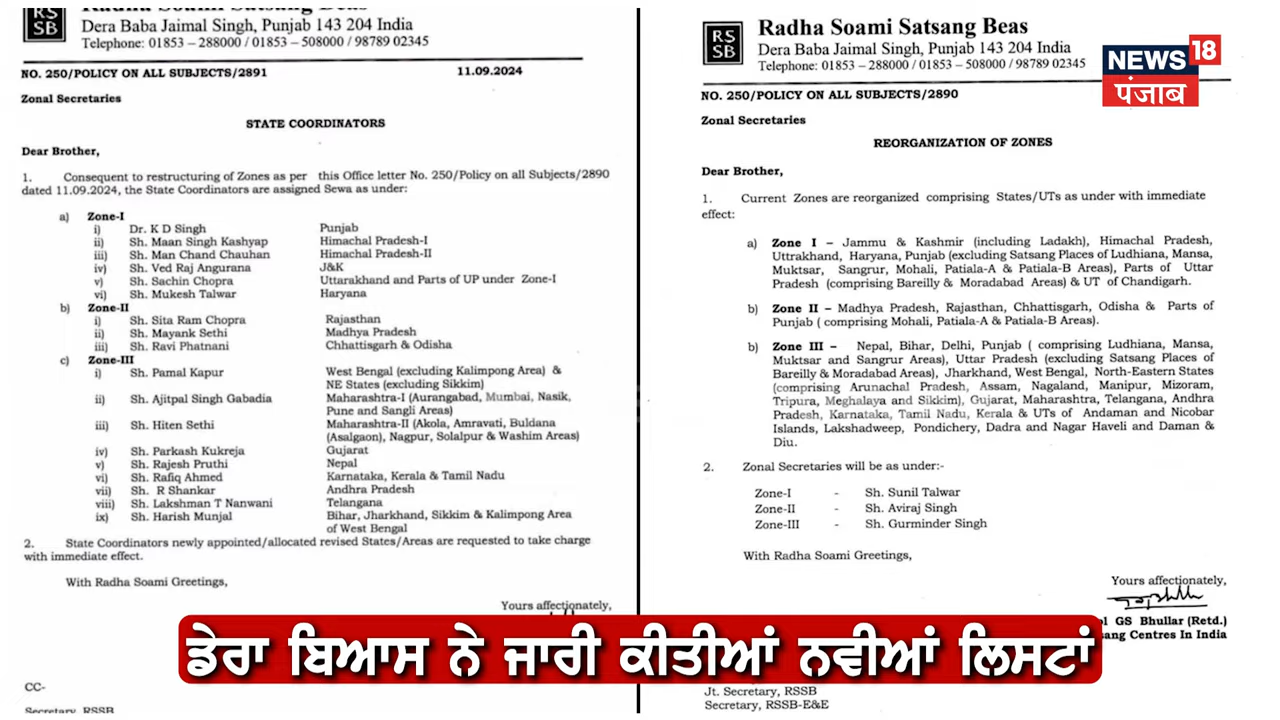 RS
SB
Radha Soami Satsang Beas
Dera Baba Jaimal Singh, Punjab 143 204 India
Telephone: 01853 – 288000 / 01853 – 508000 / 98789 02345
NO. 250/POLICY ON ALL SUBJECTS/2891 11.09.2024
Zonal Secretaries
STATE COORDINATORS
Dear Brother,
1. Consequent to restructuring of Zones as per this Office letter No. 250/Policy on all Subjects/2890
dated 11.09.2024, the State Coordinators are assigned Sewa as under:
a) Zone-I
i) Dr. K D Singh Punjab
ii) Sh. Maan Singh Kashyap Himachal Pradesh-I
iii) Sh. Man Chand Chauhan Himachal Pradesh-II
iv) Sh. Ved Raj Angurana J&K
v) Sh. Sachin Chopra Uttarakhand and Parts of UP under Zone-I
vi) Sh. Mukesh Talwar Haryana
b) Zone-II
i) Sh. Sita Ram Chopra Rajasthan
ii) Sh. Mayank Sethi Madhya Pradesh
iii) Sh. Ravi Phatnani Chhattisgarh & Odisha
c) Zone-III
i) Sh. Pamal Kapur West Bengal (excluding Kalimpong Area) &
NE States (excluding Sikkim)
ii) Sh. Ajitpal Singh Gabadia Maharashtra-I (Aurangabad, Mumbai, Nasik,
Pune and Sangli Areas)
iii) Sh. Hiten Sethi Maharashtra-II (Akola, Amravati, Buldana
(Asalgaon), Nagpur, Solalpur & Washim Areas)
iv) Sh. Parkash Kukreja Gujarat
v) Sh. Rajesh Pruthi Nepal
vi) Sh. Rafiq Ahmed Karnataka, Kerala & Tamil Nadu
vii) Sh. R Shankar Andhra Pradesh
viii) Sh. Lakshman T Nanwani Telangana
ix) Sh. Harish Munjal Bihar, Jharkhand, Sikkim & Kalimpong Area
of West Bengal
2. State Coordinators newly appointed/allocated revised States/Areas are requested to take charge
with immediate effect.
With Radha Soami Greetings,
Yours affectionately,
CC-
Secretary, RSSB
RS
SB
Radha Soami Satsang Beas
Dera Baba Jaimal Singh, Punjab 143 204 India
Telephone: 01853 – 288000 / 01853 – 508000 / 98789 02345
NO. 250/POLICY ON ALL SUBJECTS/2890
Zonal Secretaries
REORGANIZATION OF ZONES
Dear Brother,
1. Current Zones are reorganized comprising States/UTs as under with immediate
effect:
a) Zone I – Jammu & Kashmir (including Ladakh), Himachal Pradesh,
Uttrakhand, Haryana, Punjab (excluding Satsang Places of Ludhiana, Mansa,
Muktsar, Sangrur, Mohali, Patiala-A & Patiala-B Areas), Parts of Uttar
Pradesh (comprising Bareilly & Moradabad Areas) & UT of Chandigarh.
b) Zone II – Madhya Pradesh, Rajasthan, Chhattisgarh, Odisha & Parts of
Punjab ( comprising Mohali, Patiala-A & Patiala-B Areas).
b) Zone III – Nepal, Bihar, Delhi, Punjab ( comprising Ludhiana, Mansa,
Muktsar and Sangrur Areas), Uttar Pradesh (excluding Satsang Places of
Bareilly & Moradabad Areas), Jharkhand, West Bengal, North-Eastern States
(comprising Arunachal Pradesh, Assam, Nagaland, Manipur, Mizoram,
Tripura, Meghalaya and Sikkim), Gujarat, Maharashtra, Telangana, Andhra
Pradesh, Karnataka, Tamil Nadu, Kerala & UTs of Andaman and Nicobar
Islands, Lakshadweep, Pondichery, Dadra and Nagar Haveli and Daman &
Diu.
2. Zonal Secretaries will be as under:-
Zone-I - Sh. Sunil Talwar
Zone-II - Sh. Aviraj Singh
Zone-III - Sh. Gurminder Singh
With Radha Soami Greetings,
Yours affectionately,
GS Bhullar (Retd.)
Centres In India
Jt. Secretary, RSSB
Secretary, RSSB-E&E
NEWS 18
ਪੰਜਾਬ
ਡੇਰਾ ਬਿਆਸ ਨੇ ਜਾਰੀ ਕੀਤੀਆਂ ਨਵੀਆਂ ਲਿਸਟਾਂ